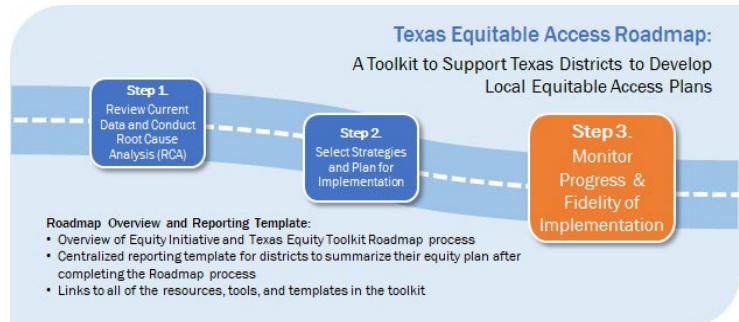 Texas Equitable Access Roadmap:
A Toolkit to Support Texas Districts to Develop
Local Equitable Access Plans
Step 1.
Review Current
Data and Conduct
Root Cause
Analysis (RCA)
Step 2.
Select Strategies
and Plan for
Implementation
Step 3.
Monitor
Progress &
Fidelity of
Implementation
Roadmap Overview and Reporting Template:
• Overview of Equity Initiative and Texas Equity Toolkit Roadmap process
• Centralized reporting template for districts to summarize their equity plan after
completing the Roadmap process
• Links to all of the resources, tools, and templates in the toolkit